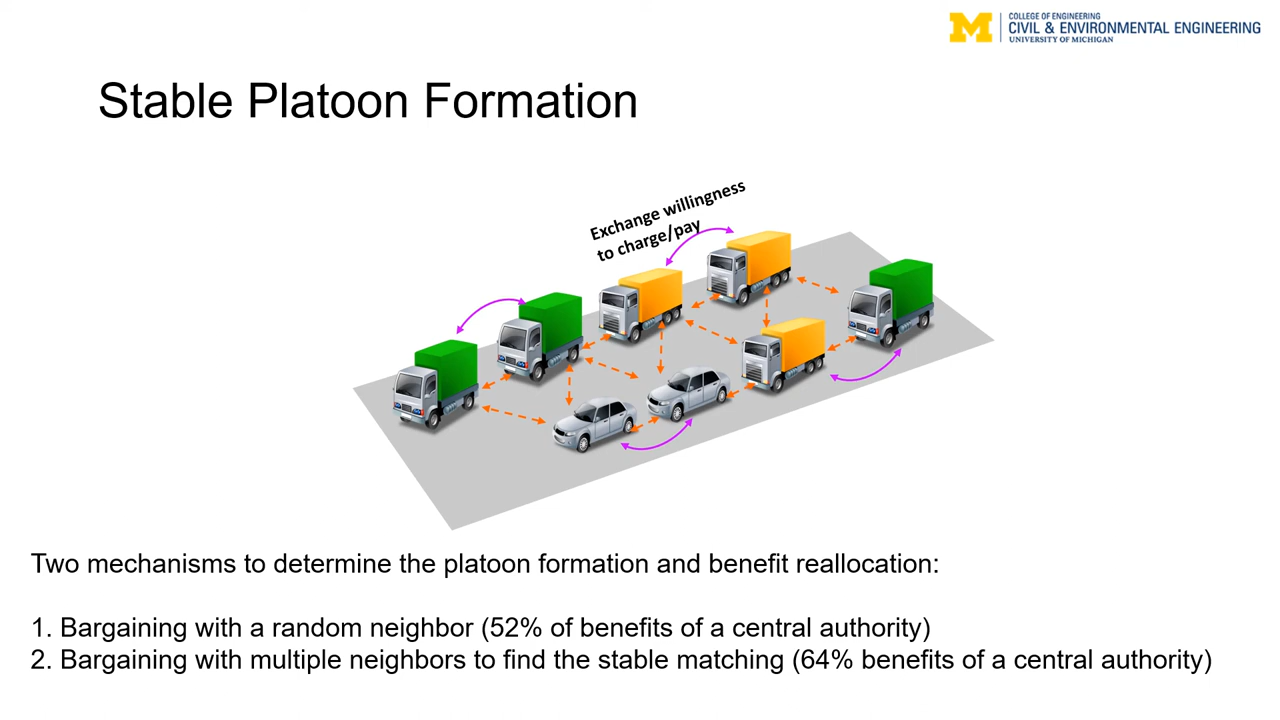 COLLEGE OF ENGINEERING
CIVIL & ENVIRONMENTAL ENGINEERING
UNIVERSITY OF MICHIGAN
Stable Platoon Formation
Exchange willingness
to charge/pay
Two mechanisms to determine the platoon formation and benefit reallocation:
1. Bargaining with a random neighbor (52% of benefits of a central authority)
2. Bargaining with multiple neighbors to find the stable matching (64% benefits of a central authority)